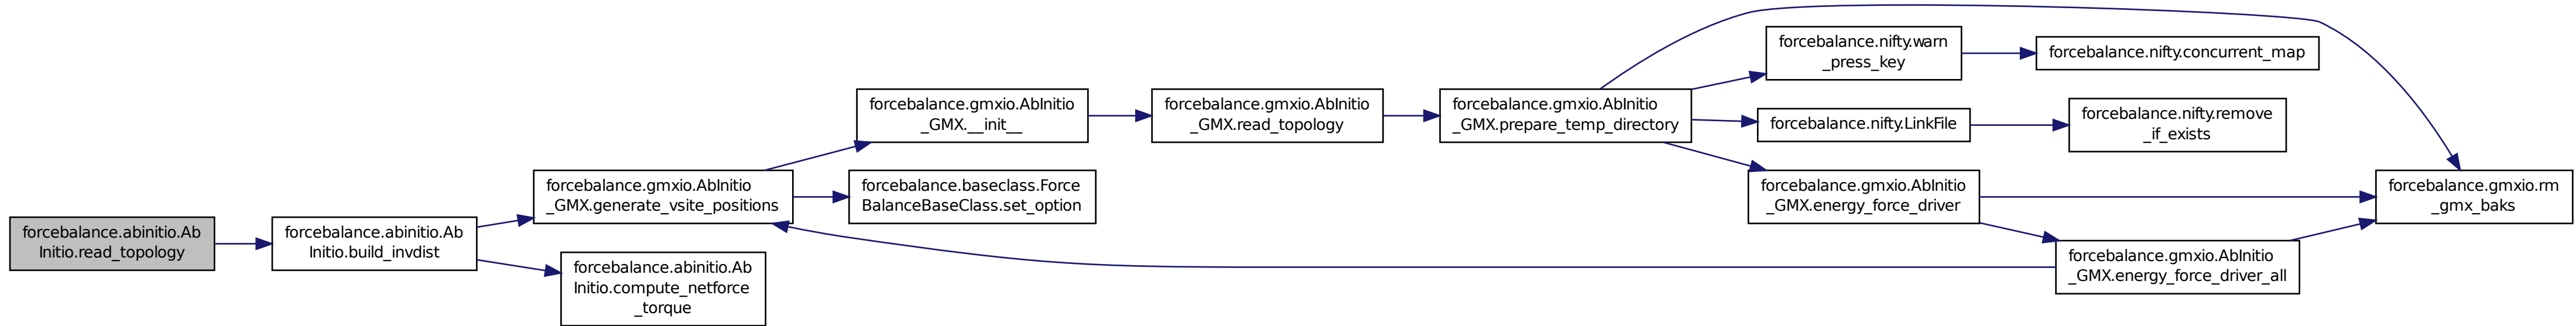 forcebalance.abinitio.Ab
Initio.read_topology
forcebalance.abinitio.Ab
Initio.build_invdist
forcebalance.gmxio.AbInitio
_GMX.generate_vsite_positions
forcebalance.abinitio.Ab
Initio.compute_netforce
_torque
forcebalance.gmxio.AbInitio
_GMX.__init__
forcebalance.baseclass.Force
BalanceBaseClass.set_option
forcebalance.gmxio.AbInitio
_GMX.read_topology
forcebalance.gmxio.AbInitio
_GMX.prepare_temp_directory
forcebalance.nifty.warn
_press_key
forcebalance.nifty.LinkFile
forcebalance.gmxio.AbInitio
_GMX.energy_force_driver
forcebalance.nifty.concurrent_map
forcebalance.nifty.remove
_if_exists
forcebalance.gmxio.AbInitio
_GMX.energy_force_driver_all
forcebalance.gmxio.rm
_gmx_baks